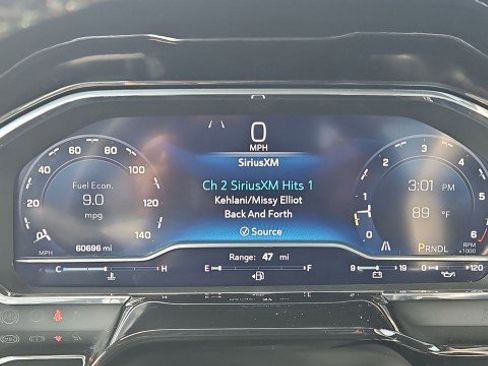 0
MPH
SiriusXM
Ch 2 SiriusXM Hits 1
Kehlani/Missy Elliot
Back And Forth
Source
Range: 47 mi
40 60 80 100 120 140
Fuel Econ.
9.0
mpg
60696 mi
MPH
1 2 3 4 5 6
3:01 PM
89 °F
PRNDL
RPM
×1000
C H
E F
9 19
0 120